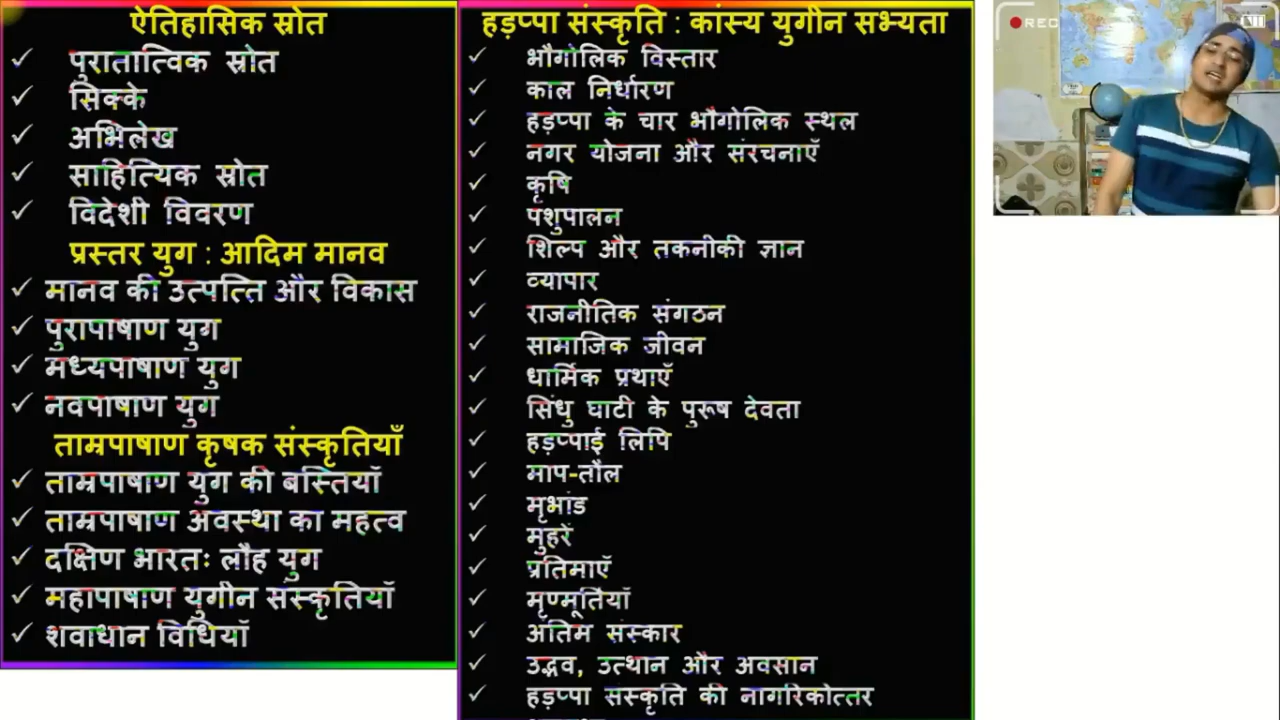 ऐतिहासिक स्रोत
✓ पुरातात्विक स्रोत
✓ सिक्के
✓ अभिलेख
✓ साहित्यिक स्रोत
✓ विदेशी विवरण
प्रस्तर युग : आदिम मानव
✓ मानव की उत्पत्ति और विकास
✓ पुरापाषाण युग
✓ मध्यपाषाण युग
✓ नवपाषाण युग
ताम्रपाषाण कृषक संस्कृतियाँ
✓ ताम्रपाषाण युग की बस्तियाँ
✓ ताम्रपाषाण अवस्था का महत्व
✓ दक्षिण भारतः लौह युग
✓ महापाषाण युगीन संस्कृतियाँ
✓ शवाधान विधियाँ
हड़प्पा संस्कृति : कांस्य युगीन सभ्यता
✓ भौगोलिक विस्तार
✓ काल निर्धारण
✓ हड़प्पा के चार भौगोलिक स्थल
✓ नगर योजना और संरचनाएँ
✓ कृषि
✓ पशुपालन
✓ शिल्प और तकनीकी ज्ञान
✓ व्यापार
✓ राजनीतिक संगठन
✓ सामाजिक जीवन
✓ धार्मिक प्रथाएँ
✓ सिंधु घाटी के पुरूष देवता
✓ हड़प्पाई लिपि
✓ माप-तौल
✓ मृभांड
✓ मुहरें
✓ प्रतिमाएँ
✓ मृण्मूर्तियाँ
✓ अंतिम संस्कार
✓ उद्भव, उत्थान और अवसान
✓ हड़प्पा संस्कृति की नागरिकोत्तर
REC